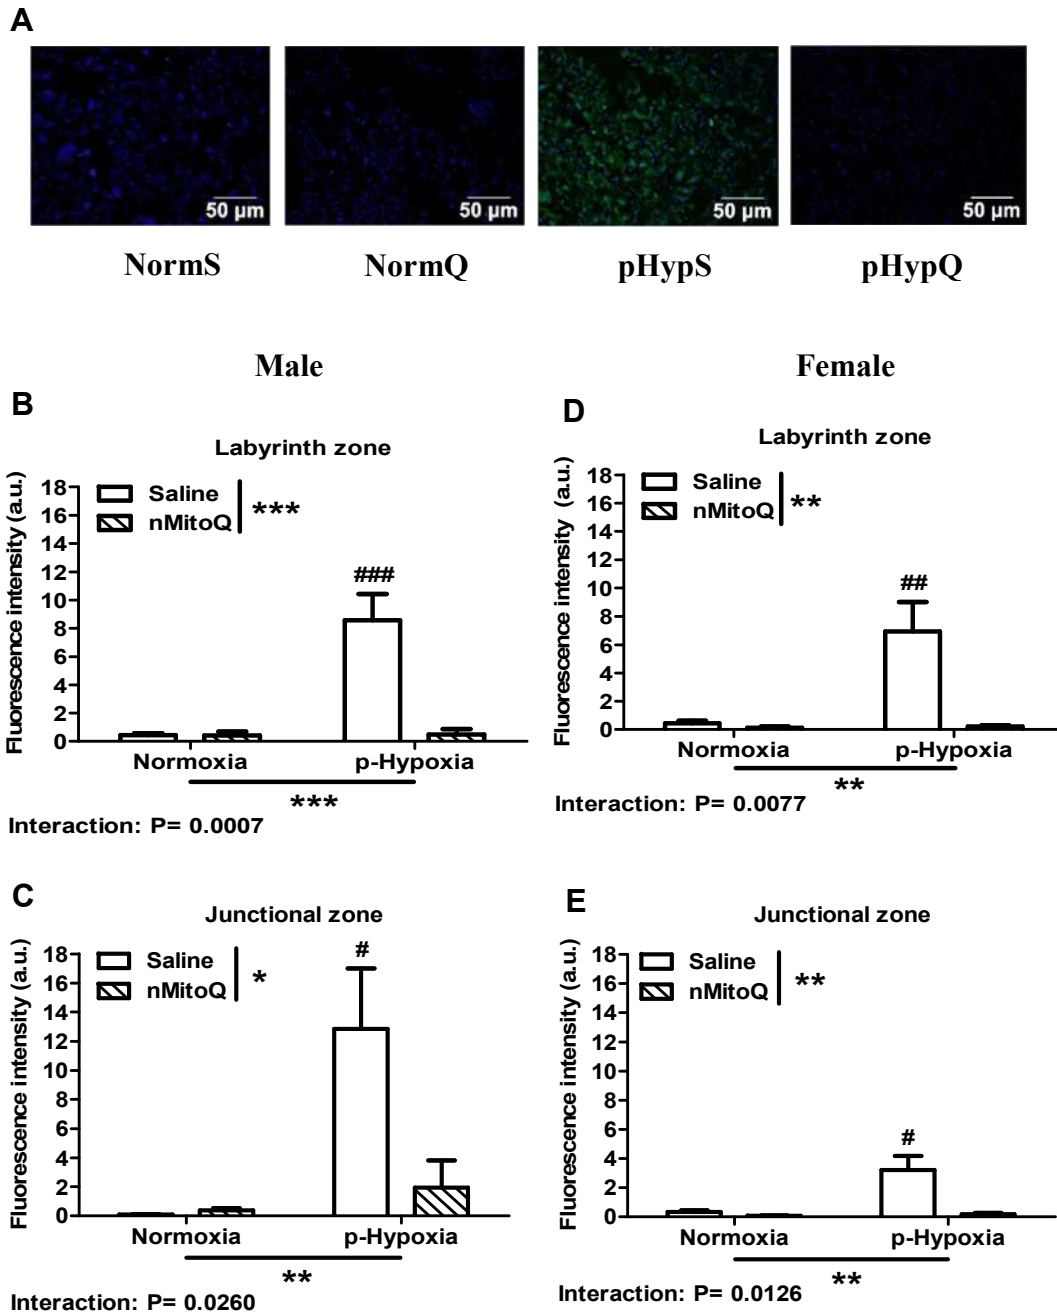 A
50 µm
50 µm
50 µm
50 µm
NormS
NormQ
pHypS
pHypQ
Male
Female
B
Labyrinth zone
Fluorescence intensity (a.u.)
18
16
14
12
10
8
6
4
2
0
Saline
nMitoQ
***
###
Normoxia
p-Hypoxia
***
Interaction: P= 0.0007
D
Labyrinth zone
Fluorescence intensity (a.u.)
18
16
14
12
10
8
6
4
2
0
Saline
nMitoQ
**
##
Normoxia
p-Hypoxia
**
Interaction: P= 0.0077
C
Junctional zone
Fluorescence intensity (a.u.)
18
16
14
12
10
8
6
4
2
0
Saline
nMitoQ
*
#
Normoxia
p-Hypoxia
**
Interaction: P= 0.0260
E
Junctional zone
Fluorescence intensity (a.u.)
18
16
14
12
10
8
6
4
2
0
Saline
nMitoQ
**
#
Normoxia
p-Hypoxia
**
Interaction: P= 0.0126